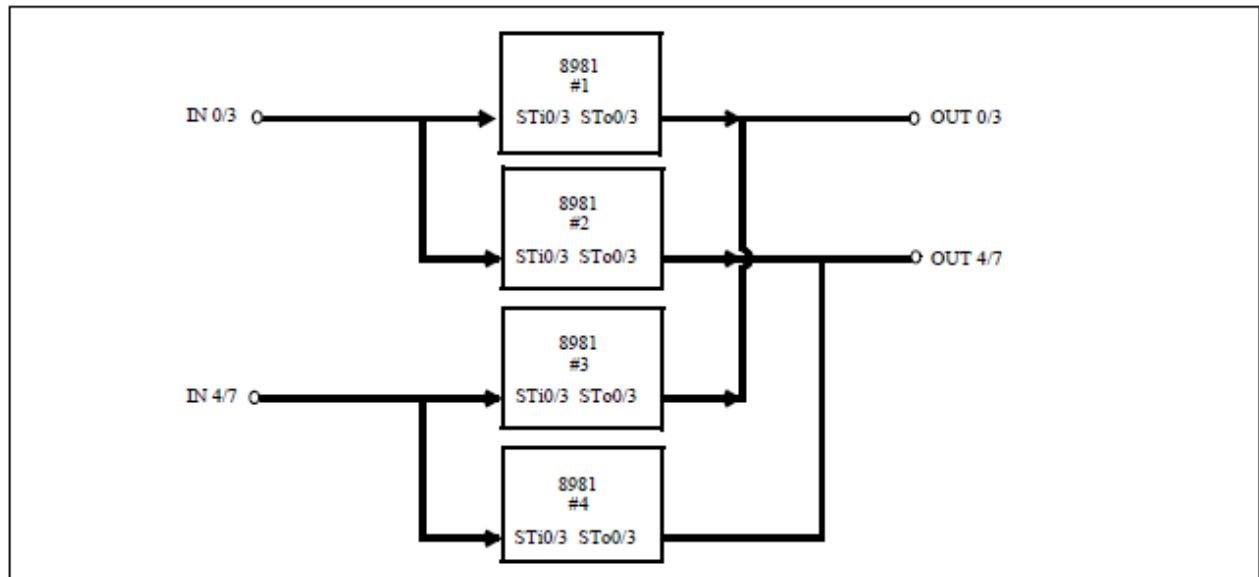 8981
#1
IN 0/3
STi0/3 STo0/3
OUT 0/3
8981
#2
STi0/3 STo0/3
OUT 4/7
8981
#3
IN 4/7
STi0/3 STo0/3
8981
#4
STi0/3 STo0/3